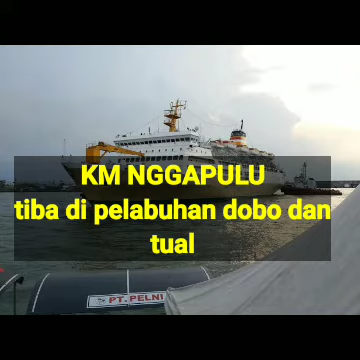 KM NGGAPULU
tiba di pelabuhan dobo dan
tual
PT. PELNI